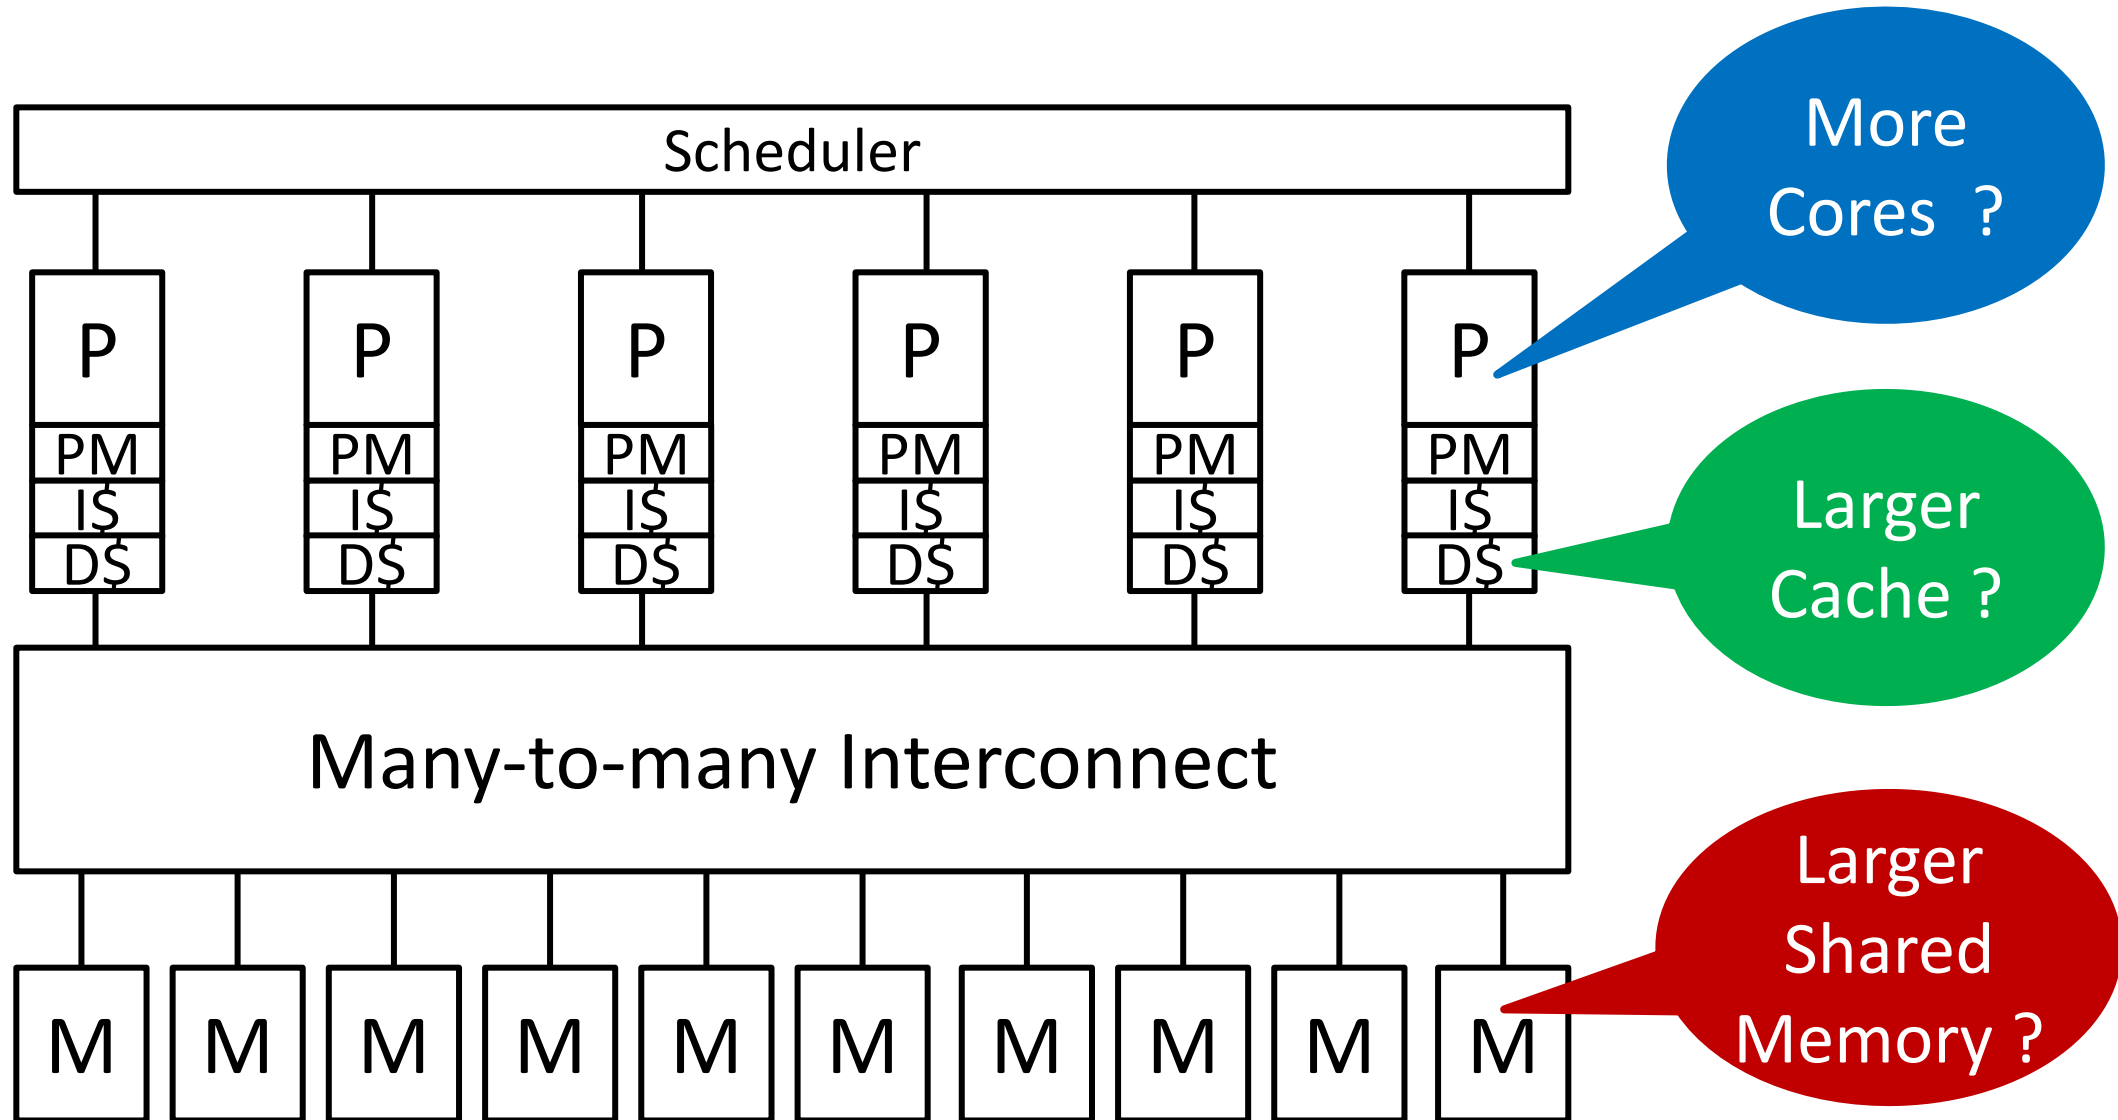 Scheduler
More
Cores ?
P P P P P P
PM PM PM PM PM PM
I$ I$ I$ I$ I$ I$
D$ D$ D$ D$ D$ D$
Larger
Cache ?
Many-to-many Interconnect
Larger
Shared
Memory ?
M M M M M M M M M M